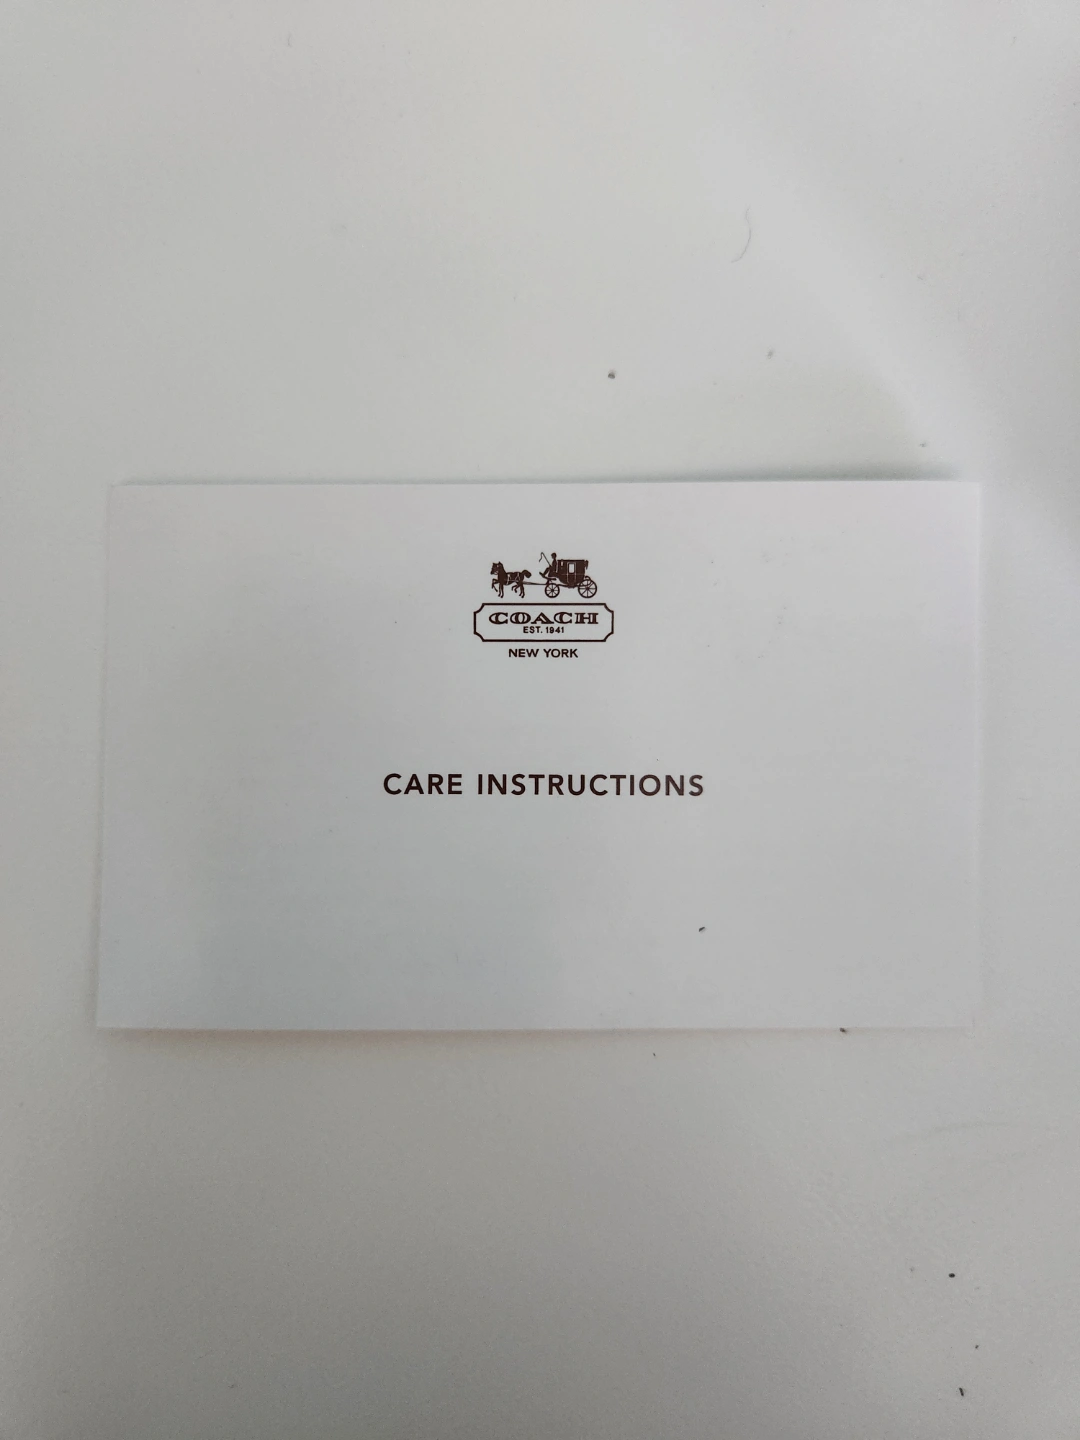 COACH
EST. 1941
NEW YORK
CARE INSTRUCTIONS